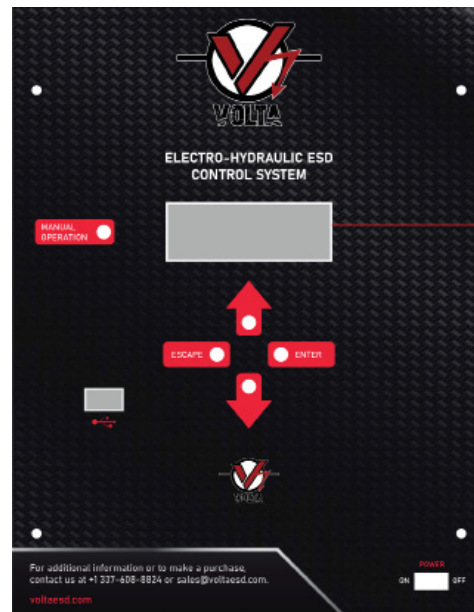 VOLTA
ELECTRO-HYDRAULIC ESD
CONTROL SYSTEM
MANUAL
OPERATION
ESCAPE
ENTER
VOLTA
For additional information or to make a purchase,
contact us at +1 337-608-8824 or sales@voltaesd.com.
voltaesd.com
POWER
ON
OFF